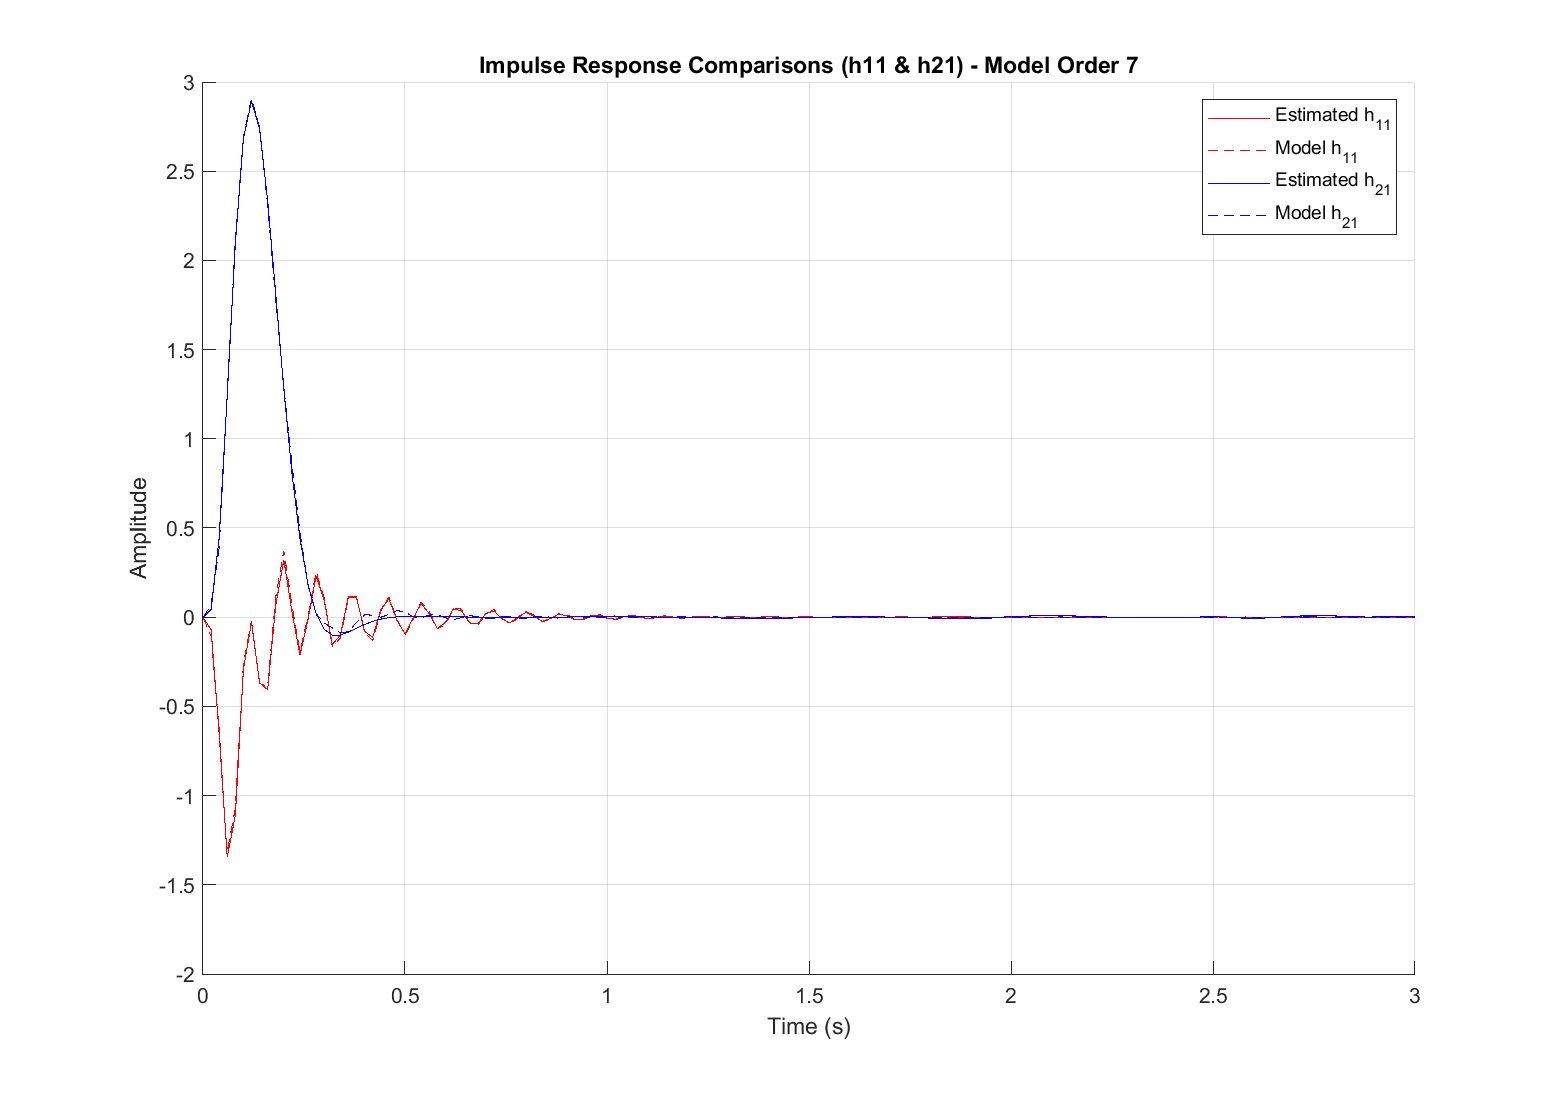 Impulse Response Comparisons (h11 & h21) - Model Order 7
Estimated h11
Model h11
Estimated h21
Model h21
3
2.5
2
1.5
1
0.5
0
-0.5
-1
-1.5
-2
Amplitude
0 0.5 1 1.5 2 2.5 3
Time (s)